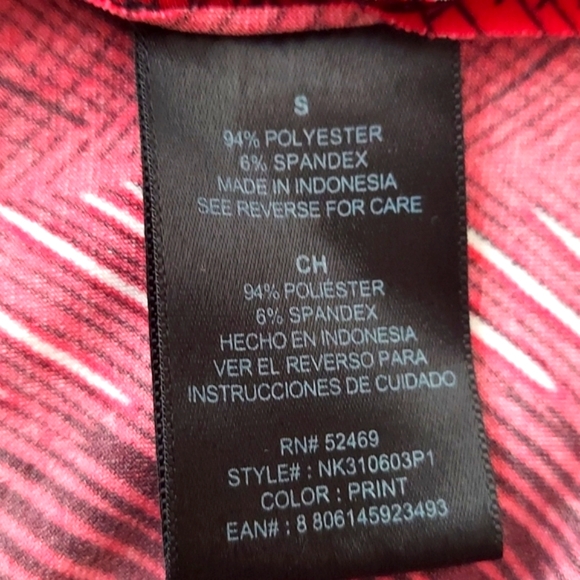 S
94% POLYESTER
6% SPANDEX
MADE IN INDONESIA
SEE REVERSE FOR CARE
CH
94% POLIÉSTER
6% SPANDEX
HECHO EN INDONESIA
VER EL REVERSO PARA
INSTRUCCIONES DE CUIDADO
RN# 52469
STYLE# : NK310603P1
COLOR : PRINT
EAN# : 8 806145923493